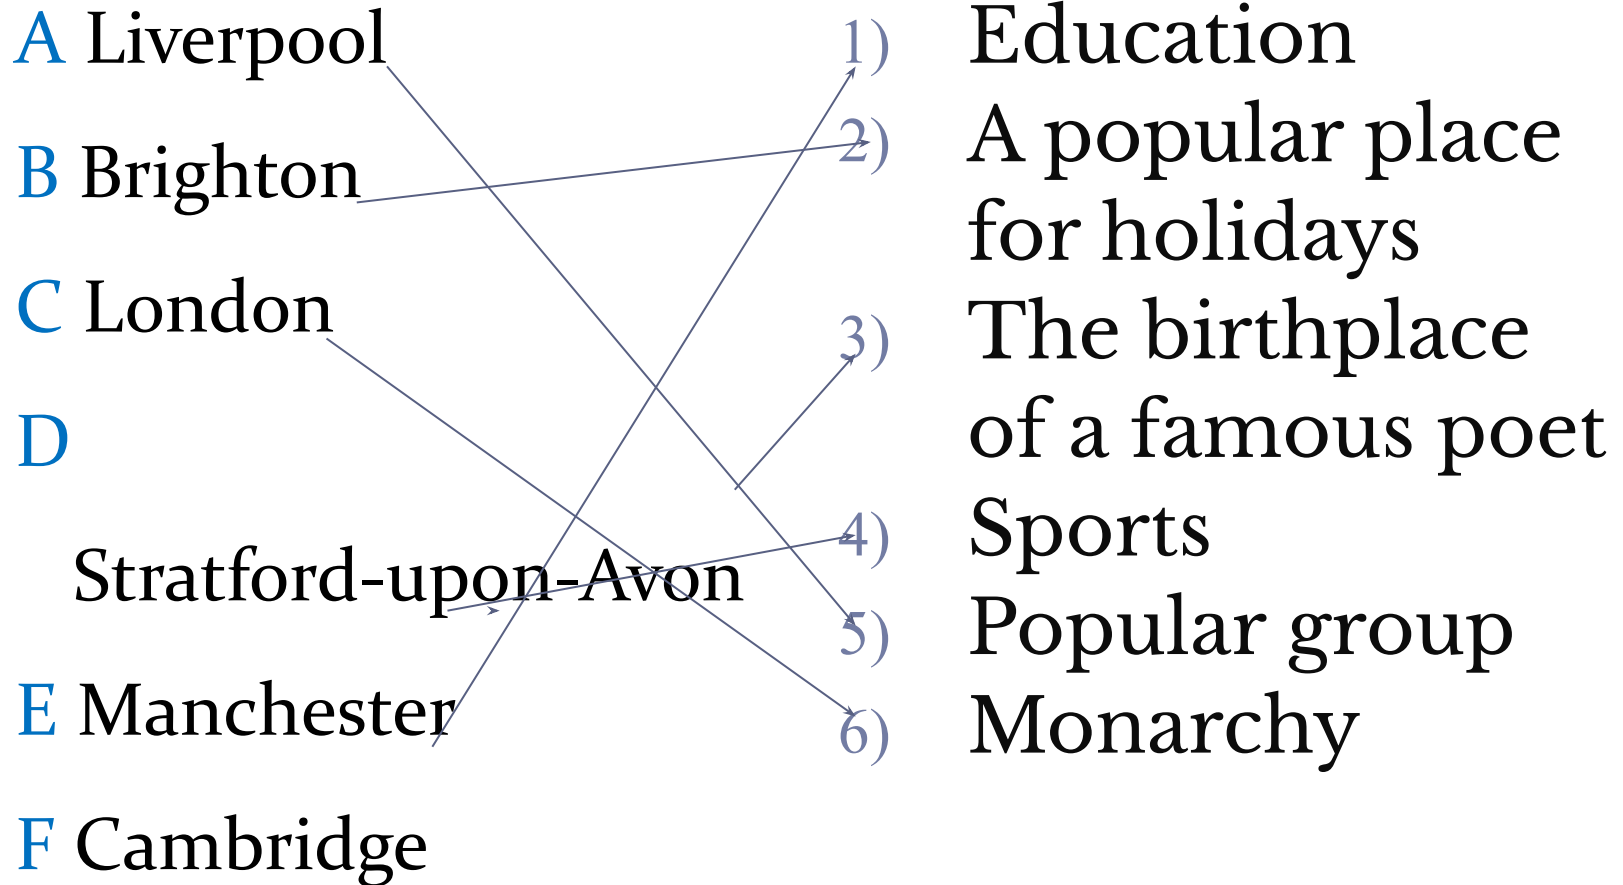 A Liverpool
B Brighton
C London
D
Stratford-upon-Avon
E Manchester
F Cambridge
1) Education
2) A popular place
for holidays
3) The birthplace
of a famous poet
4) Sports
5) Popular group
6) Monarchy